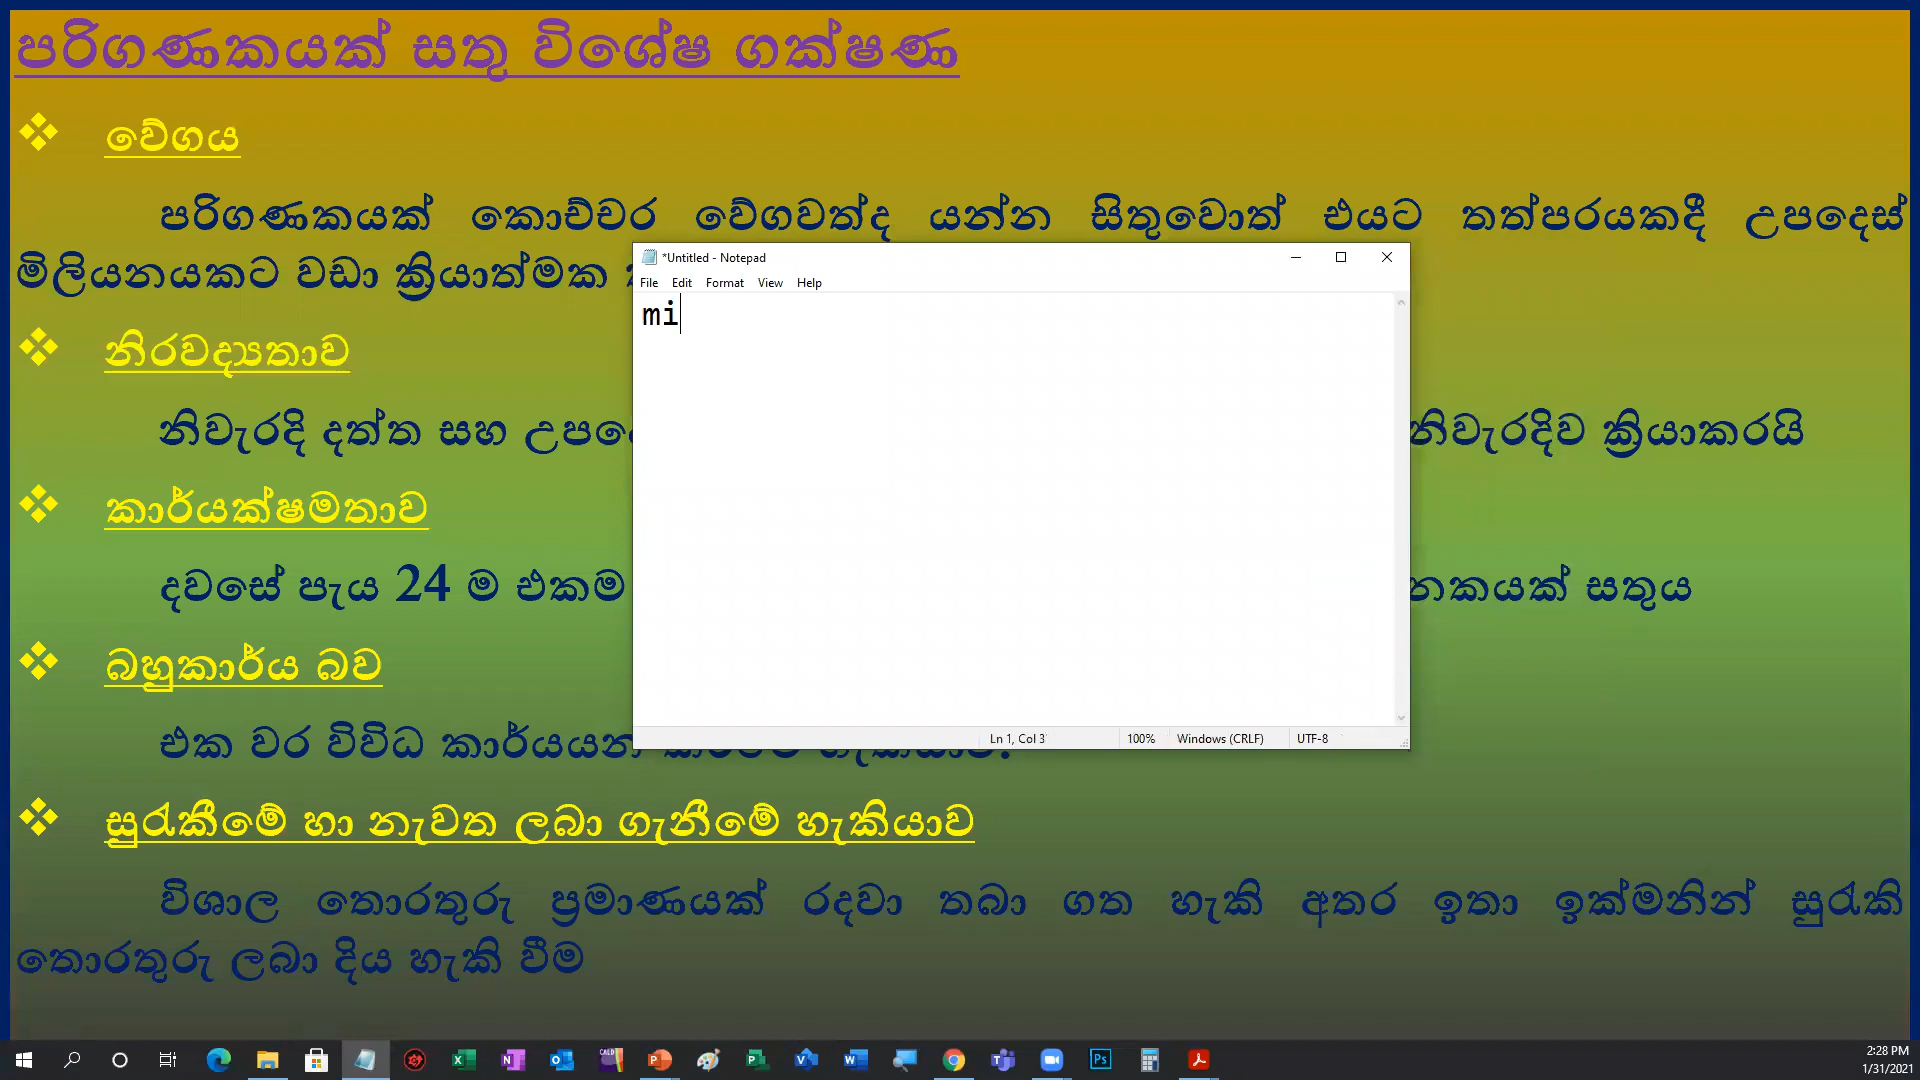 පරිගණකයක් සතු විශේෂ ගක්ෂණ
❖ වේගය
පරිගණකයක් කොච්චර වේගවත්ද යන්න සිතුවොත් එයට තත්පරයකදී උපදෙස්
මිලියනයකට වඩා ක්‍රියාත්මක
*Untitled - Notepad
File Edit Format View Help
mi
❖ නිරවද්‍යතාව
නිවැරදි දත්ත සහ නිවැරදිව ක්‍රියාකරයි
❖ කාර්යක්ෂමතාව
දවසේ පැය 24 ම එකම සතුය
❖ බහුකාර්ය බව
එක වර විවිධ
Ln 1, Col 3 100% Windows (CRLF) UTF-8
❖ සුරැකීමේ හා නැවත ලබා ගැනීමේ හැකියාව
විශාල තොරතුරු ප්‍රමාණයක් රදවා තබා ගත හැකි අතර ඉතා ඉක්මනින් සුරැකි
තොරතුරු ලබා දිය හැකි වීම
CALD
Ps
2:28 PM
1/31/2021